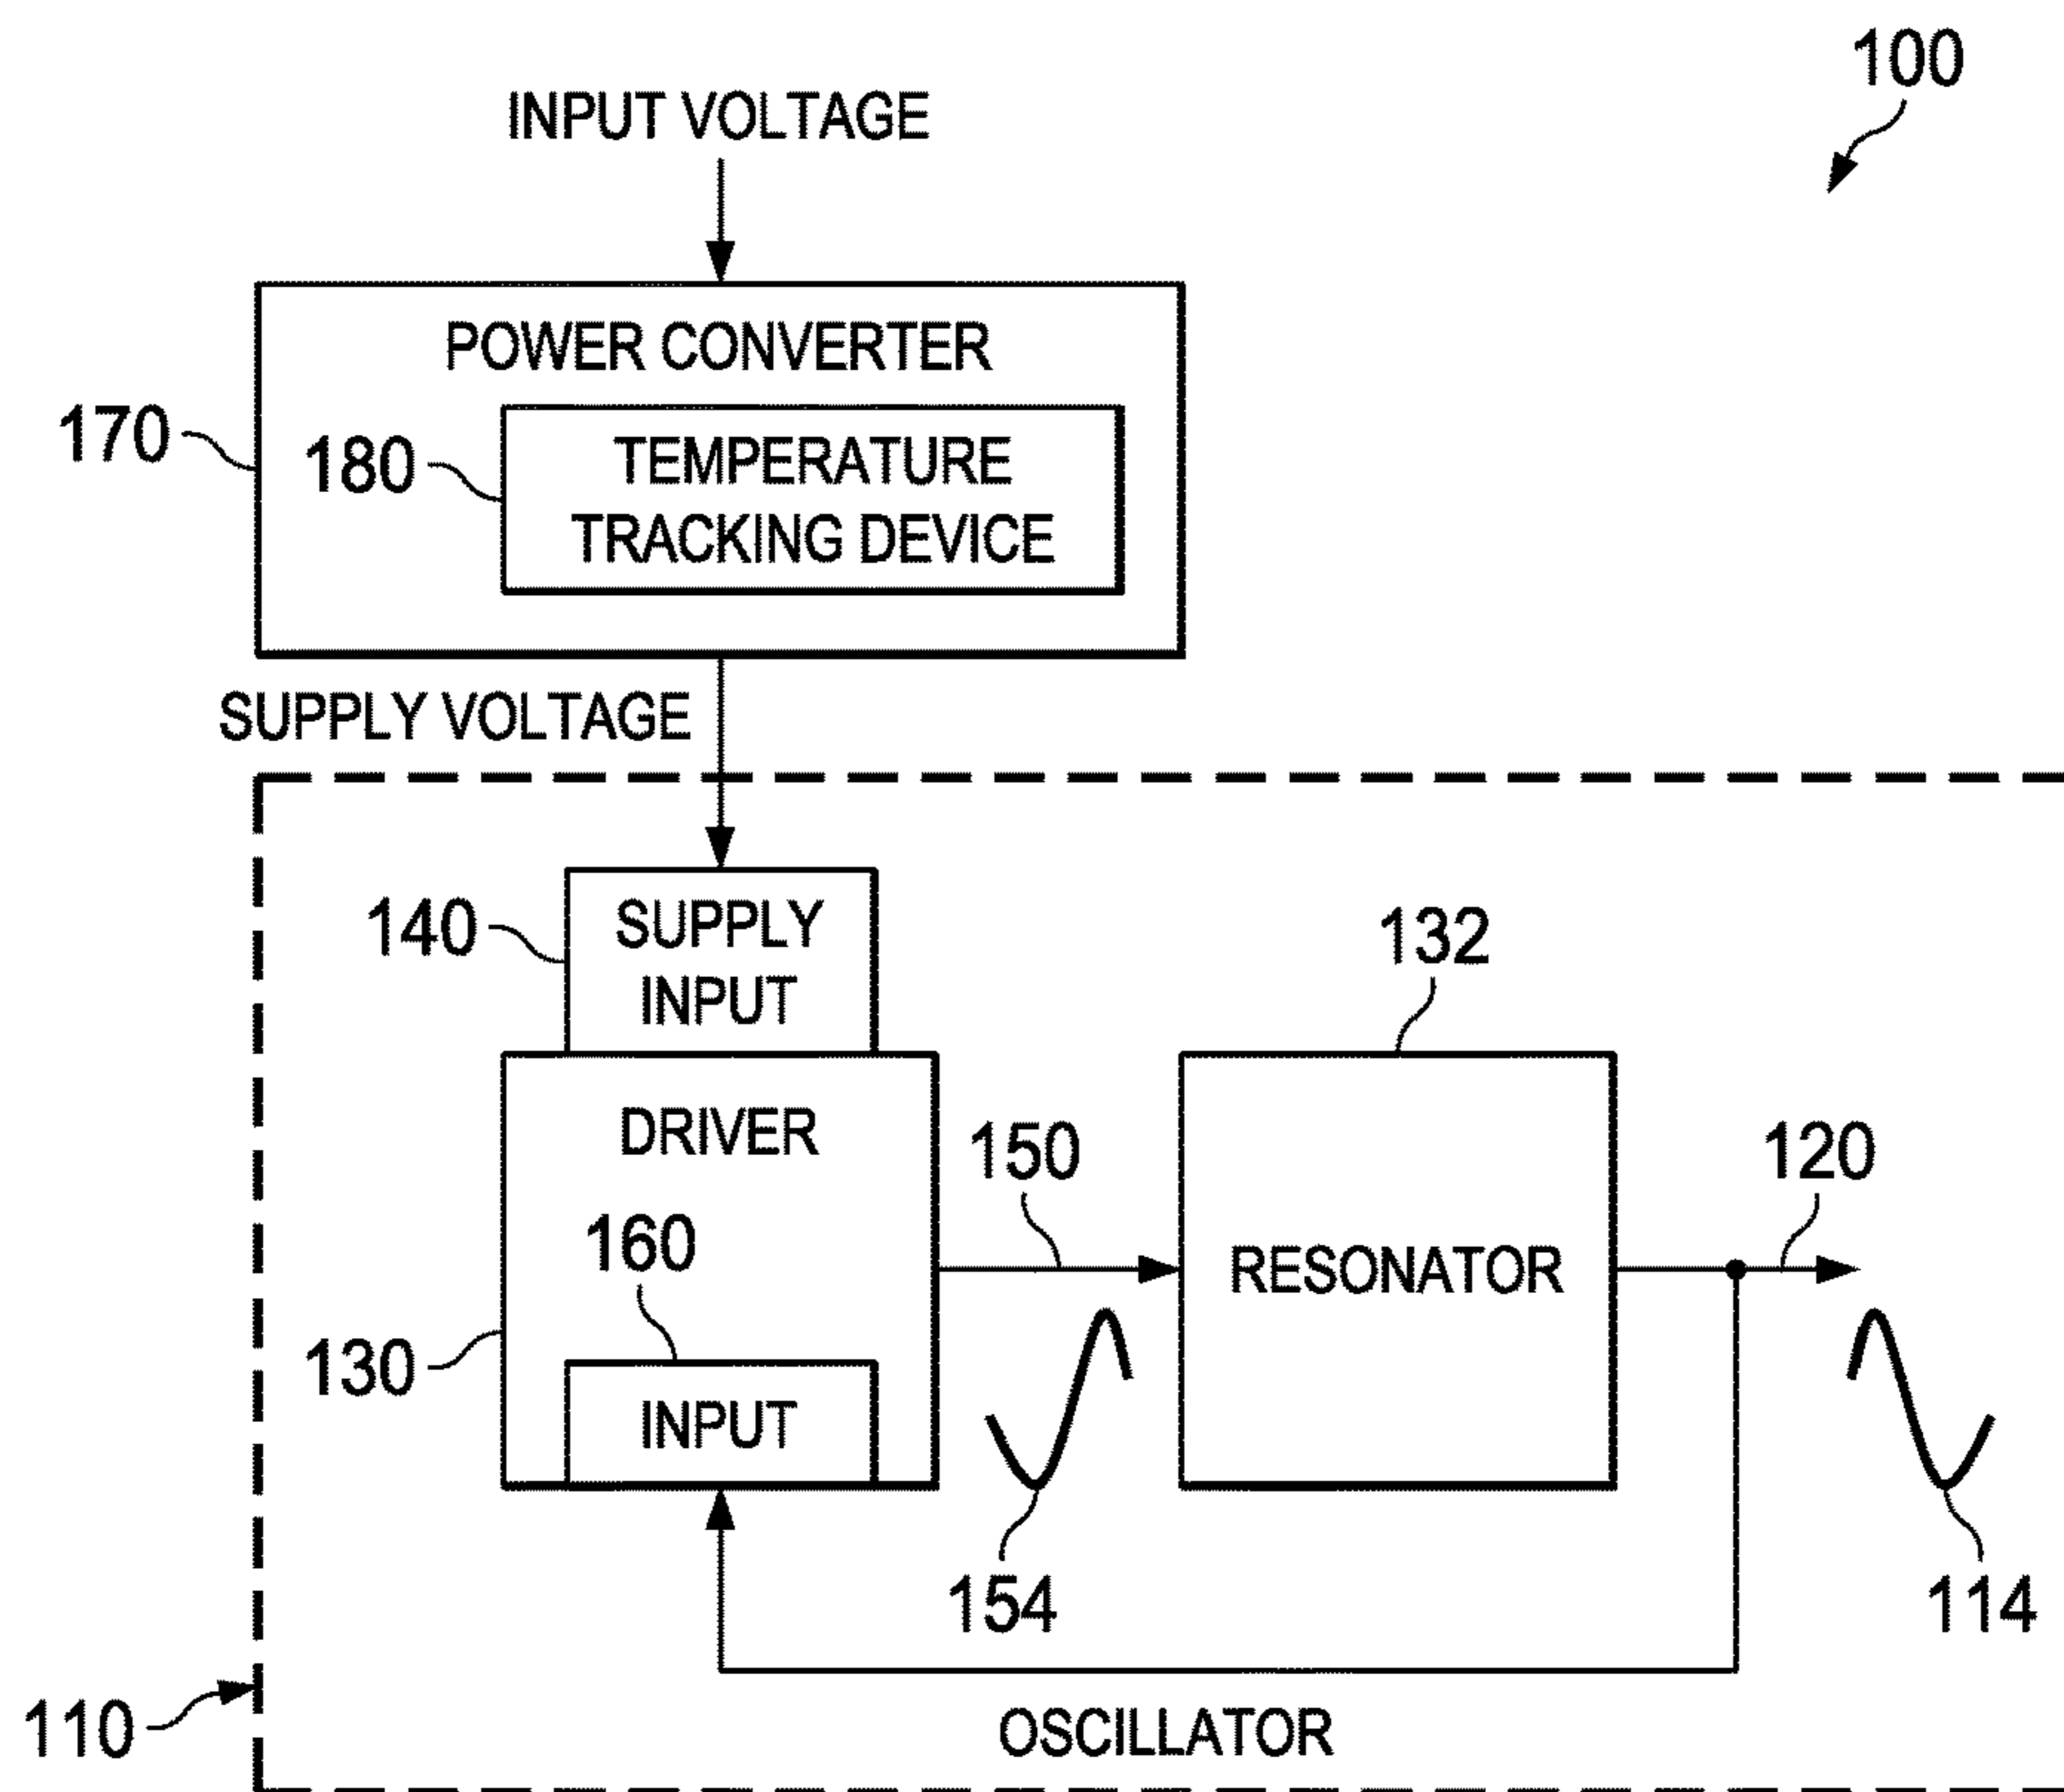 100
INPUT VOLTAGE
POWER CONVERTER
170
180
TEMPERATURE
TRACKING DEVICE
SUPPLY VOLTAGE
140
SUPPLY
INPUT
132
DRIVER
150
120
160
RESONATOR
130
INPUT
154
114
110
OSCILLATOR